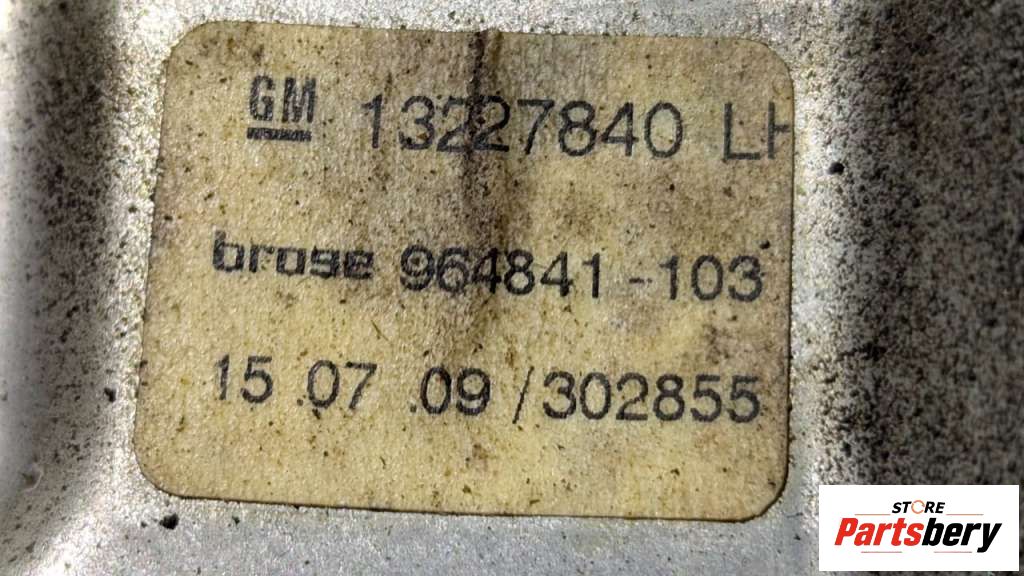 GM 13227840 LH
brose 964841-103
15.07.09/302855
STORE
Partsbery